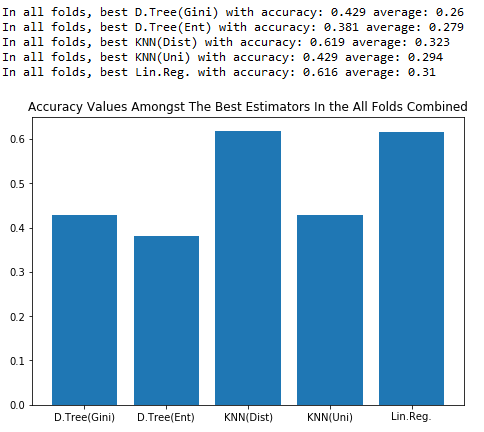 In all folds, best D.Tree(Gini) with accuracy: 0.429 average: 0.26
In all folds, best D.Tree(Ent) with accuracy: 0.381 average: 0.279
In all folds, best KNN(Dist) with accuracy: 0.619 average: 0.323
In all folds, best KNN(Uni) with accuracy: 0.429 average: 0.294
In all folds, best Lin.Reg. with accuracy: 0.616 average: 0.31
Accuracy Values Amongst The Best Estimators In the All Folds Combined
0.6
0.5
0.4
0.3
0.2
0.1
0.0
D.Tree(Gini) D.Tree(Ent) KNN(Dist) KNN(Uni) Lin.Reg.